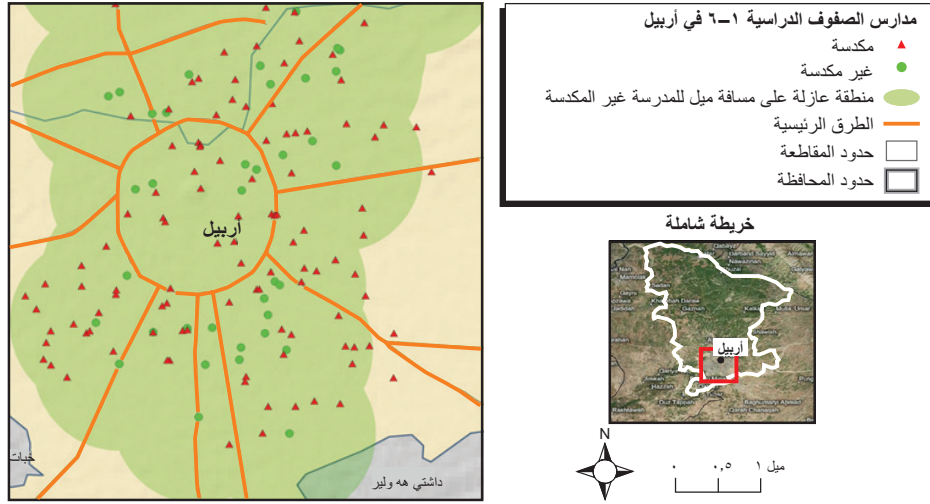 مدارس الصفوف الدراسية ١–٦ في أربيل
مكدسة
غير مكدسة
منطقة عازلة على مسافة ميل للمدرسة غير المكدسة
الطرق الرئيسية
حدود المقاطعة
حدود المحافظة
أربيل
خبات
داشتي هه ولير
خريطة شاملة
أربيل
N
٠ ٠,٥ ١ ميل